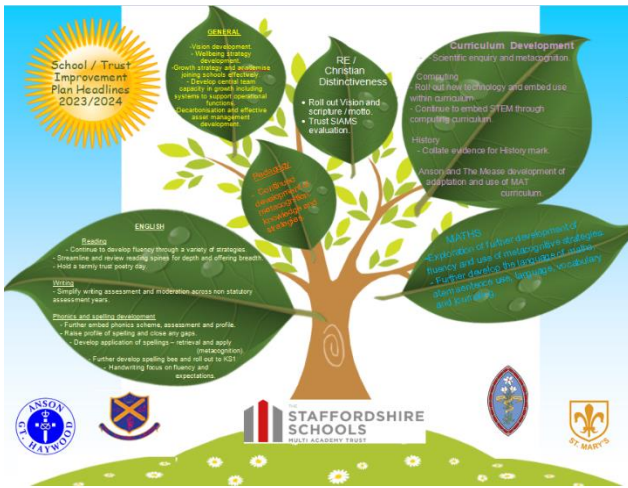 School / Trust
Improvement
Plan Headlines
2023/2024
GENERAL
-Vision development.
-Wellbeing strategy
development.
-Growth strategy and
joining schools effectively.
- Develop central team
capacity in growth including
systems to support operational
functions.
-Decarbonisation and effective
asset management
development.
RE /
Christian
Distinctiveness
• Roll out Vision and
scripture / motto.
• Trust SIAMS
evaluation.
Curriculum Development
- Scientific enquiry and metacognition.
Computing
- Roll out new technology and embed use
within curriculum.
- Continue to embed STEM through
computing curriculum.
History
- Collate evidence for History mark.
Anson and The Mease development of
adaptation and use of MAT
curriculum.
Pedagogy
- Continued
development of
metacognition
knowledge and
strategies.
ENGLISH
Reading
- Continue to develop fluency through a variety of strategies.
- Streamline and review reading spines for depth and offering breadth.
- Hold a termly trust poetry day.
Writing
- Simplify writing assessment and moderation across non statutory
assessment years.
Phonics and spelling development
- Further embed phonics scheme, assessment and profile.
- Raise profile of spelling and close any gaps.
- Develop application of spellings – retrieval and apply
(metacognition).
- Further develop spelling bee and roll out to KS1.
- Handwriting focus on fluency and
expectations.
MATHS
- Exploration of further development of
fluency and use of metacognitive strategies.
- Further develop the language of maths,
stem sentence use, language, vocabulary
and journaling.
ANSON
GT. HAYWOOD
THE
STAFFORDSHIRE
SCHOOLS
MULTI ACADEMY TRUST
ST. MARY'S